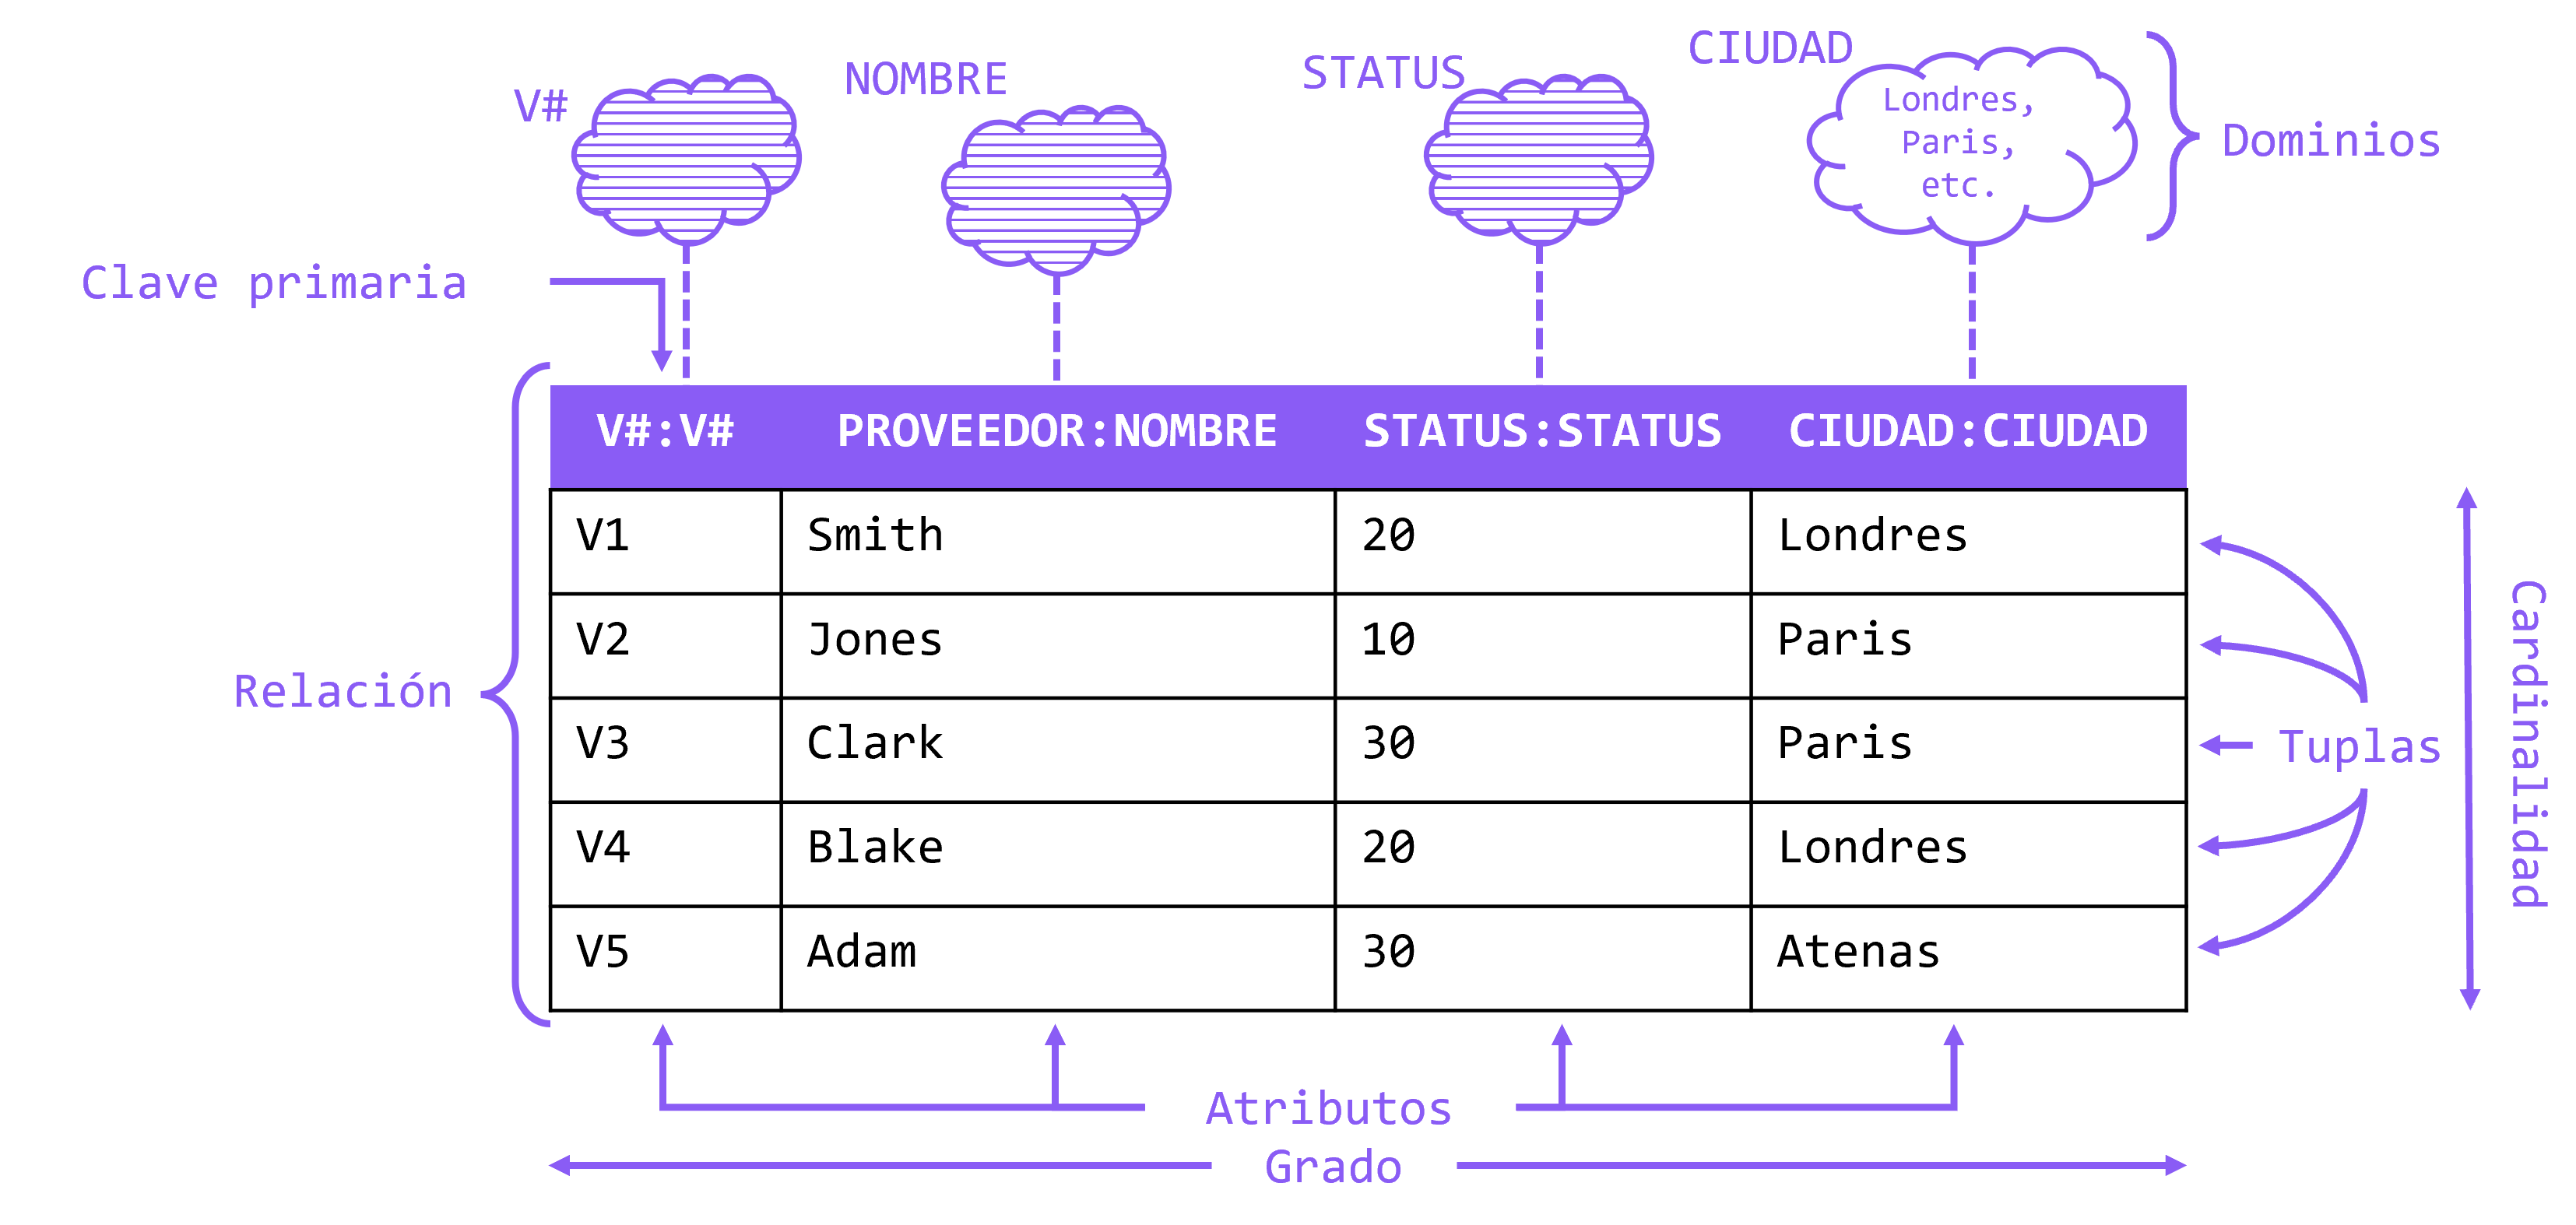 CIUDAD
STATUS
NOMBRE
V#
Londres,
Paris,
etc.
Dominios
Clave primaria
V#:V# PROVEEDOR:NOMBRE STATUS:STATUS CIUDAD:CIUDAD
V1 Smith 20 Londres
V2 Jones 10 Paris
V3 Clark 30 Paris
V4 Blake 20 Londres
V5 Adam 30 Atenas
Relación
Tuplas
Cardinalidad
Atributos
Grado